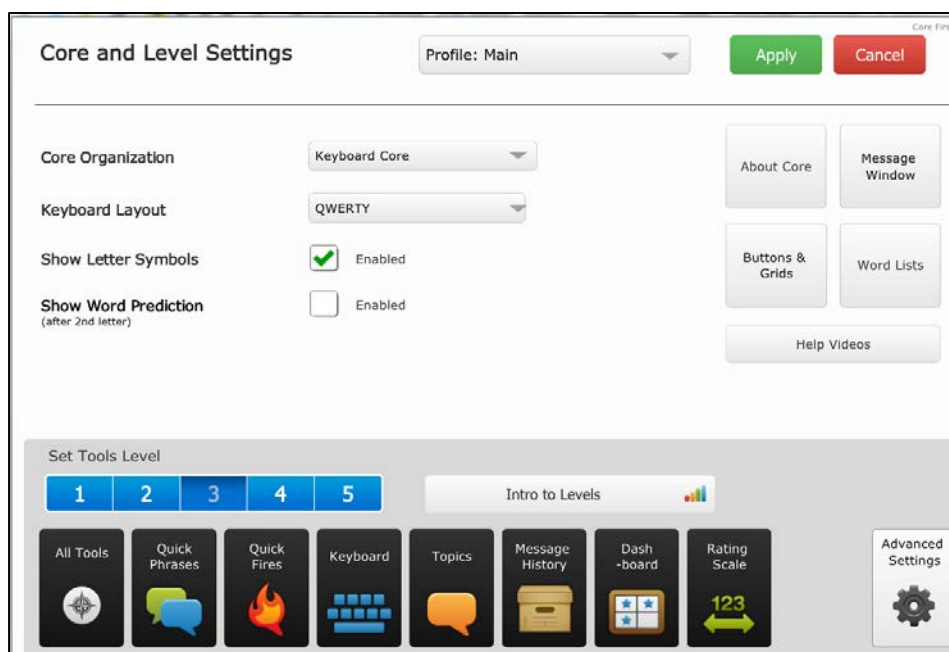 Core Firs
Core and Level Settings
Profile: Main
Apply
Cancel
Core Organization
Keyboard Core
About Core
Message
Window
Keyboard Layout
QWERTY
Show Letter Symbols
Enabled
Buttons &
Grids
Word Lists
Show Word Prediction
(after 2nd letter)
Enabled
Help Videos
Set Tools Level
1 2 3 4 5
Intro to Levels
All Tools
Quick
Phrases
Quick
Fires
Keyboard
Topics
Message
History
Dash
-board
Rating
Scale
123
Advanced
Settings